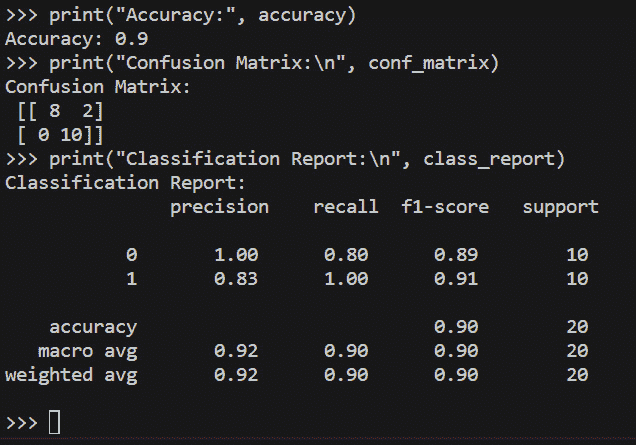 >>> print("Accuracy:", accuracy)
Accuracy: 0.9
>>> print("Confusion Matrix:\n", conf_matrix)
Confusion Matrix:
 [[ 8  2]
 [ 0 10]]
>>> print("Classification Report:\n", class_report)
Classification Report:
               precision    recall  f1-score   support

           0       1.00      0.80      0.89        10
           1       0.83      1.00      0.91        10

    accuracy                           0.90        20
   macro avg       0.92      0.90      0.90        20
weighted avg       0.92      0.90      0.90        20

>>>